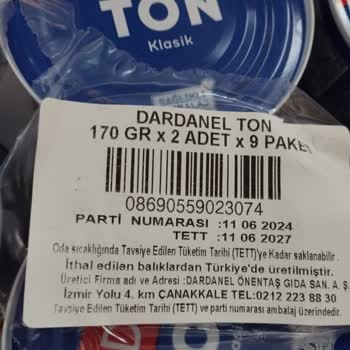 TON
Klasik
DARDANEL TON
170 GR x 2 ADET x 9 PAKET
08690559023074
PARTİ NUMARASI :11 06 2024
TETT :11 06 2027
Oda sıcaklığında Tavsiye Edilen Tüketim Tarihi (TETT)'ye Kadar saklanabilir.
İthal edilen balıklardan Türkiye'de üretilmiştir.
Üretici Firma adı ve Adresi :DARDANEL ÖNENTAŞ GIDA SAN. A.Ş.
İzmir Yolu 4. km ÇANAKKALE TEL:0212 223 88 30
Tavsiye Edilen Tüketim Tarihi (TETT) ve parti numarası ambalaj üzerindedir.